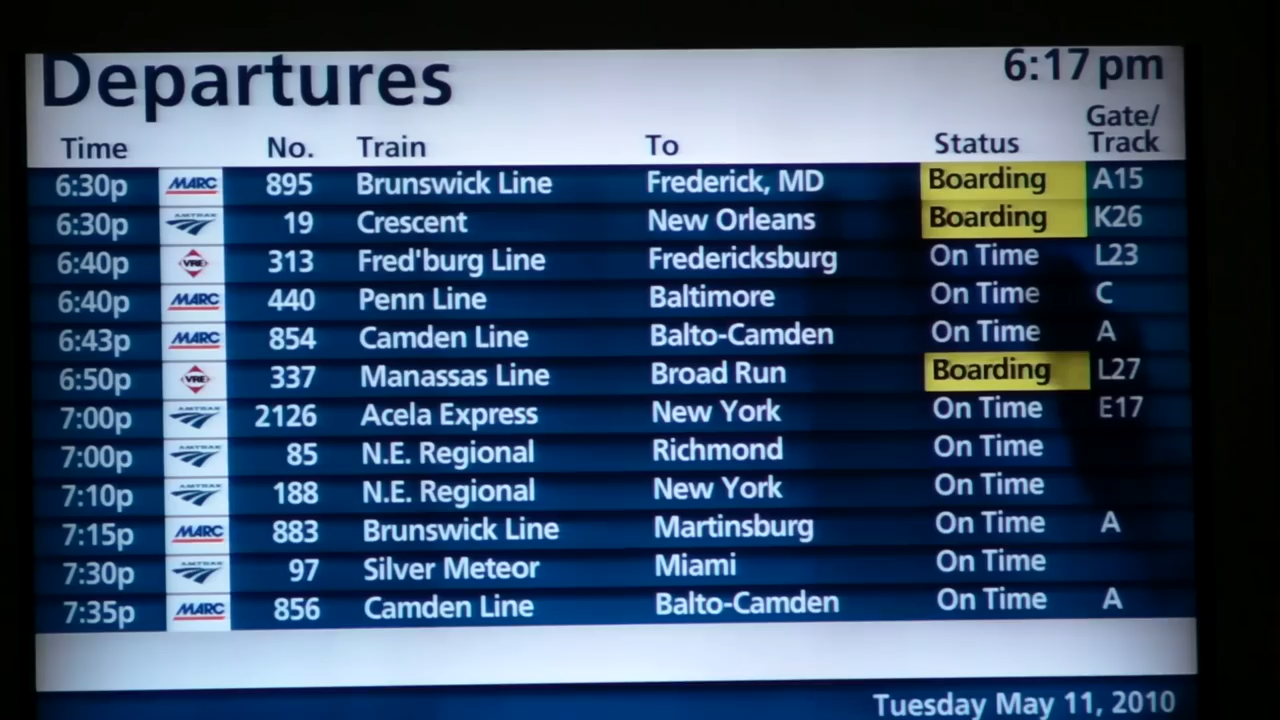 Departures 6:17 pm
Time No. Train To Status Gate/Track
6:30p MARC 895 Brunswick Line Frederick, MD Boarding A15
6:30p AMTRAK 19 Crescent New Orleans Boarding K26
6:40p VRE 313 Fred'burg Line Fredericksburg On Time L23
6:40p MARC 440 Penn Line Baltimore On Time C
6:43p MARC 854 Camden Line Balto-Camden On Time A
6:50p VRE 337 Manassas Line Broad Run Boarding L27
7:00p AMTRAK 2126 Acela Express New York On Time E17
7:00p AMTRAK 85 N.E. Regional Richmond On Time
7:10p AMTRAK 188 N.E. Regional New York On Time
7:15p MARC 883 Brunswick Line Martinsburg On Time A
7:30p AMTRAK 97 Silver Meteor Miami On Time
7:35p MARC 856 Camden Line Balto-Camden On Time A
Tuesday May 11, 2010